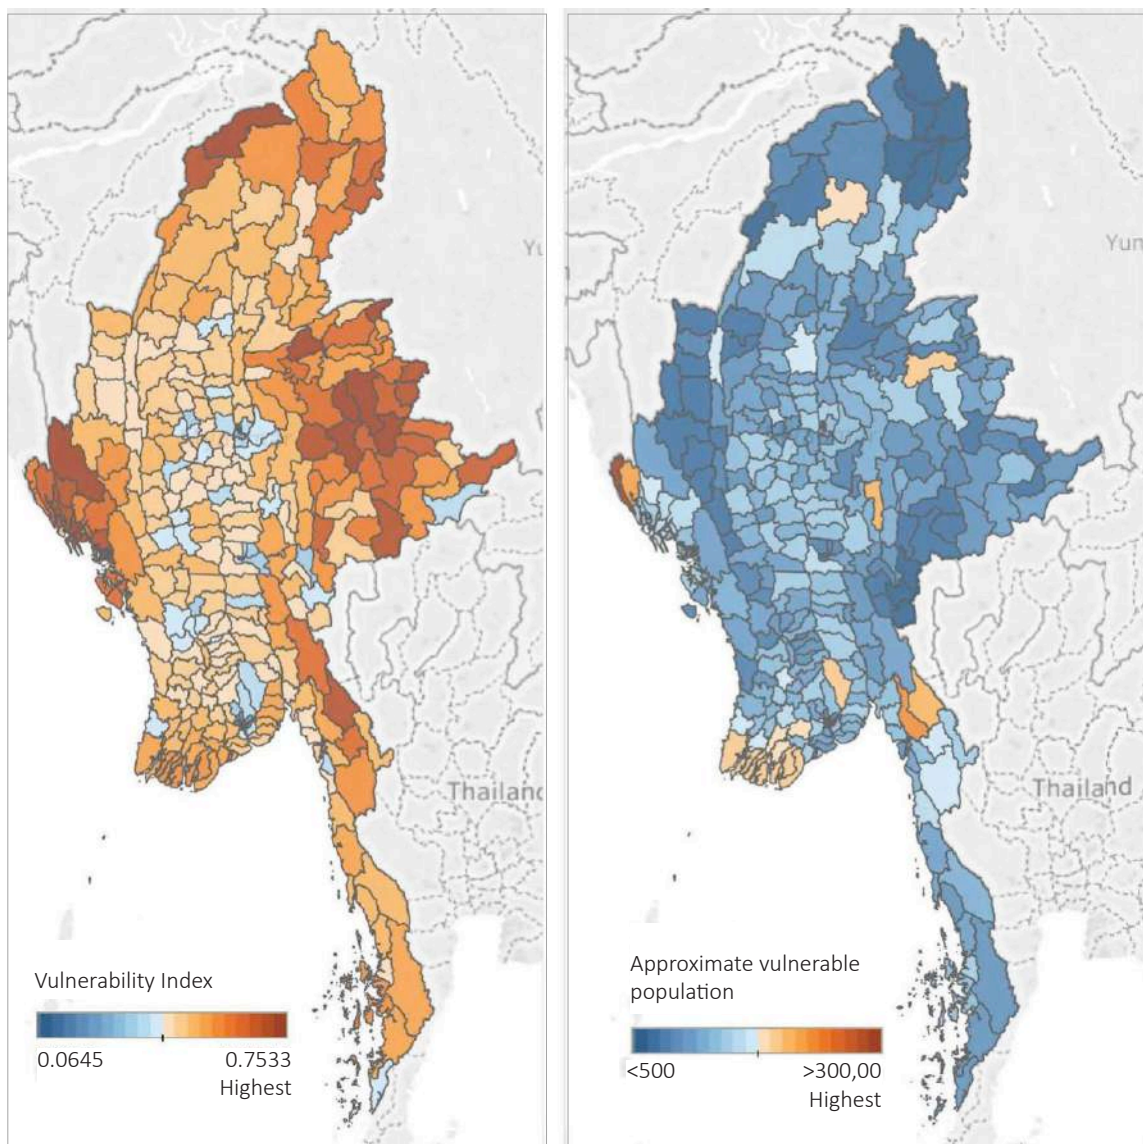 Yu
Thailand
Vulnerability Index
0.0645
0.7533
Highest
Yun
Thailand
Approximate vulnerable
population
<500
>300,00
Highest